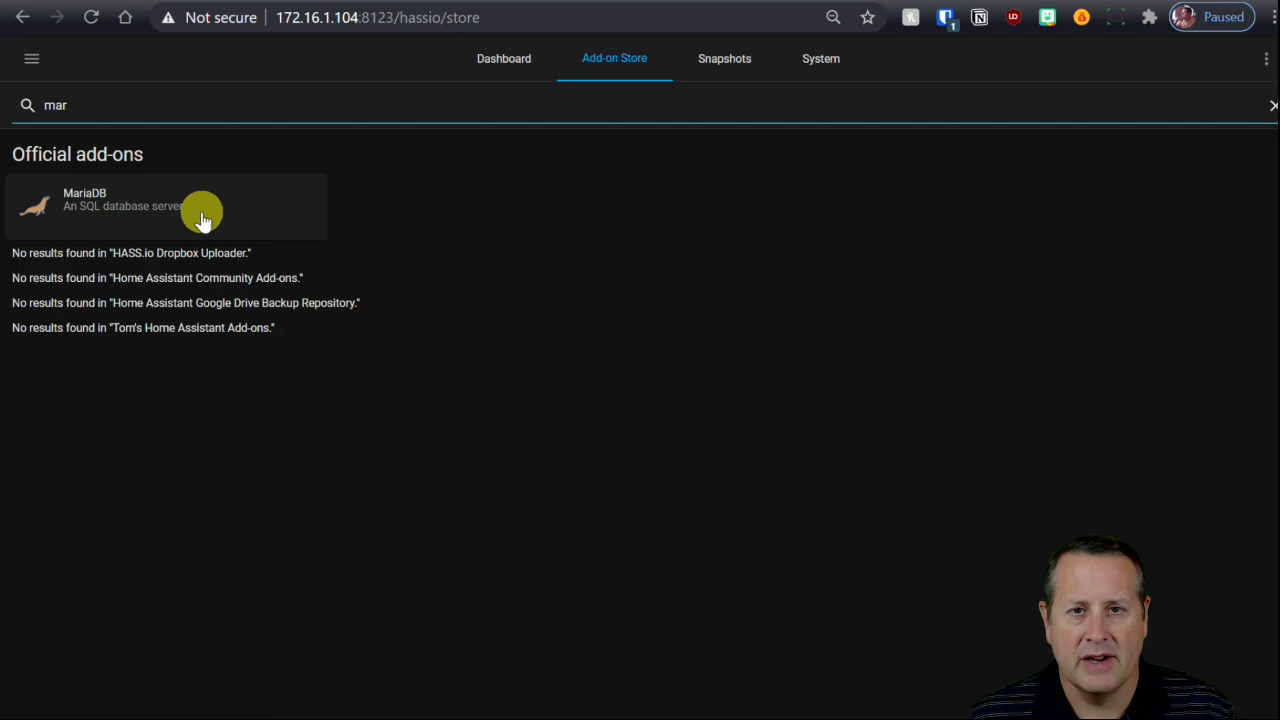 Not secure 172.16.1.104:8123/hassio/store
1
Paused
Dashboard Add-on Store Snapshots System
mar
Official add-ons
MariaDB
An SQL database server
No results found in "HASS.io Dropbox Uploader."
No results found in "Home Assistant Community Add-ons."
No results found in "Home Assistant Google Drive Backup Repository."
No results found in "Tom's Home Assistant Add-ons."